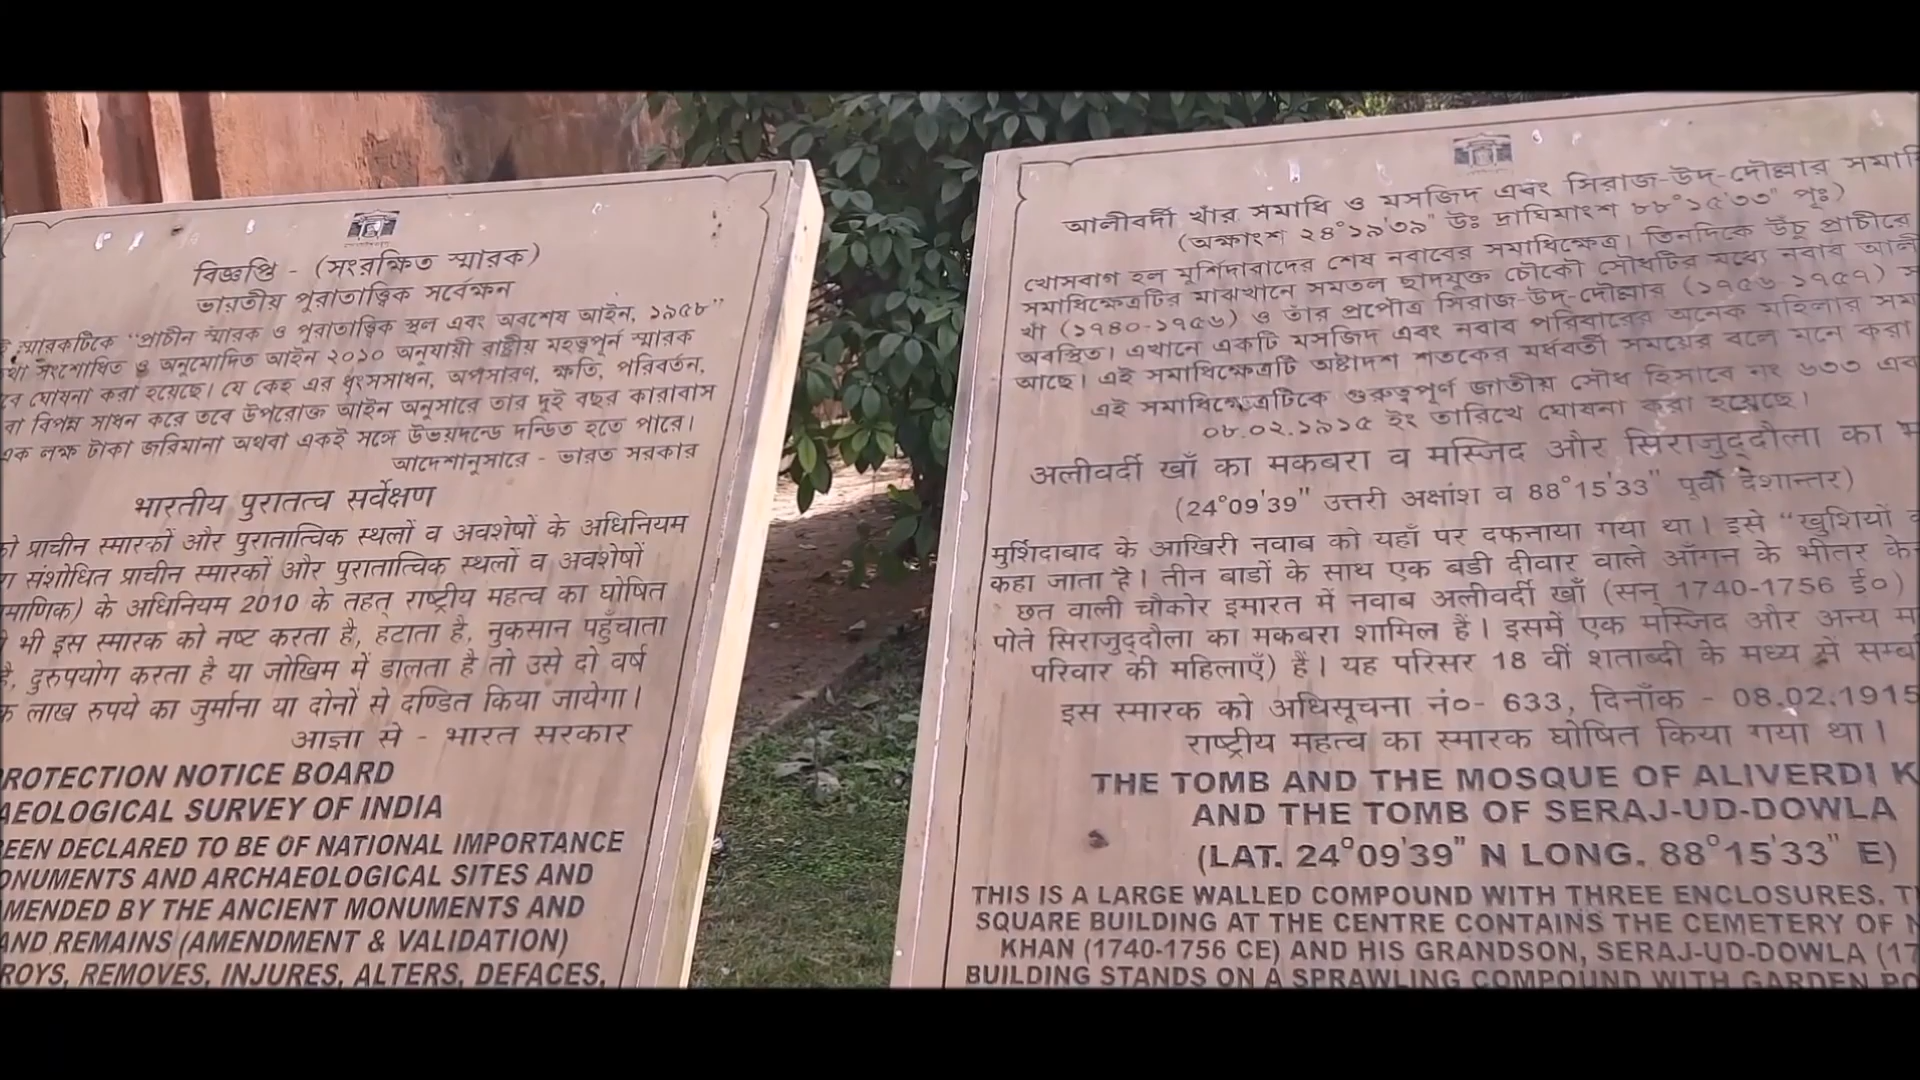 বিজ্ঞপ্তি - (সংরক্ষিত স্মারক)
ভারতীয় পুরাতাত্ত্বিক সর্বেক্ষন
স্মারকটিকে "প্রাচীন স্মারক ও পুরাতাত্ত্বিক স্থল এবং অবশেষ আইন, ১৯৫৮"
সংশোধিত ও অনুমোদিত আইন ২০১০ অনুযায়ী রাষ্ট্রীয় মহত্ত্বপূর্ন স্মারক
ঘোষনা করা হয়েছে। যে কেহ এর ধ্বংসসাধন, অপসারণ, ক্ষতি, পরিবর্তন,
বা বিপন্ন সাধন করে তবে উপরোক্ত আইন অনুসারে তার দুই বছর কারাবাস
এক লক্ষ টাকা জরিমানা অথবা একই সঙ্গে উভয়দন্ডে দন্ডিত হতে পারে।
আদেশানুসারে - ভারত সরকার
भारतीय पुरातत्व सर्वेक्षण
को प्राचीन स्मारकों और पुरातात्विक स्थलों व अवशेषों के अधिनियम
संशोधित प्राचीन स्मारकों और पुरातात्विक स्थलों व अवशेषों
के अधिनियम 2010 के तहत् राष्ट्रीय महत्व का घोषित
भी इस स्मारक को नष्ट करता है, हटाता है, नुकसान पहुँचाता
है, दुरुपयोग करता है या जोखिम में डालता है तो उसे दो वर्ष
लाख रुपये का जुर्माना या दोनों से दण्डित किया जायेगा।
आज्ञा से - भारत सरकार
ROTECTION NOTICE BOARD
AEOLOGICAL SURVEY OF INDIA
EEN DECLARED TO BE OF NATIONAL IMPORTANCE
ONUMENTS AND ARCHAEOLOGICAL SITES AND
MENDED BY THE ANCIENT MONUMENTS AND
AND REMAINS (AMENDMENT & VALIDATION)
ROYS, REMOVES, INJURES, ALTERS, DEFACES,
আলীবর্দী খাঁর সমাধি ও মসজিদ এবং সিরাজ-উদ্-দৌল্লার সমাধি
(অক্ষাংশ ২৪°১৯'৩৯" উঃ দ্রাঘিমাংশ ৮৮°১৫'৩৩" পূঃ)
খোসবাগ হল মুর্শিদাবাদের শেষ নবাবের সমাধিক্ষেত্র। তিনদিকে উঁচু প্রাচীরে
সমাধিক্ষেত্রটির মাঝখানে সমতল ছাদযুক্ত চৌকৌ সৌধটির মধ্যে নবাব আলী
খাঁ (১৭৪০-১৭৫৬) ও তাঁর প্রপৌত্র সিরাজ-উদ্-দৌল্লার (১৭৫৬-১৭৫৭)
অবস্থিত। এখানে একটি মসজিদ এবং নবাব পরিবারের অনেক মহিলার
আছে। এই সমাধিক্ষেত্রটি অষ্টাদশ শতকের মধ্যবর্তী সময়ের বলে মনে করা
এই সমাধিক্ষেত্রটিকে গুরুত্বপূর্ণ জাতীয় সৌধ হিসাবে নং ৬৩৩ এবং
০৮.০২.১৯১৫ ইং তারিখে ঘোষনা করা হয়েছে।
अलीवर्दी खाँ का मकबरा व मस्जिद और सिराजुद्दौला का
(24°09'39" उत्तरी अक्षांश व 88°15'33" पूर्वी देशान्तर)
मुर्शिदाबाद के आखिरी नवाब को यहाँ पर दफनाया गया था। इसे "खुशियों
कहा जाता है। तीन बाडों के साथ एक बडी दीवार वाले आँगन के भीतर के
छत वाली चौकोर इमारत में नवाब अलीवर्दी खाँ (सन् 1740-1756 ई०)
पोते सिराजुद्दौला का मकबरा शामिल हैं। इसमें एक मस्जिद और अन्य
परिवार की महिलाएँ) हैं। यह परिसर 18 वीं शताब्दी के मध्य से
इस स्मारक को अधिसूचना नं०- 633, दिनाँक - 08.02.1915
राष्ट्रीय महत्व का स्मारक घोषित किया गया था।
THE TOMB AND THE MOSQUE OF ALIVERDI K
AND THE TOMB OF SERAJ-UD-DOWLA
(LAT. 24°09'39" N LONG. 88°15'33" E)
THIS IS A LARGE WALLED COMPOUND WITH THREE ENCLOSURES. T
SQUARE BUILDING AT THE CENTRE CONTAINS THE CEMETERY OF N
KHAN (1740-1756 CE) AND HIS GRANDSON, SERAJ-UD-DOWLA (17
BUILDING STANDS ON A SPRAWLING COMPOUND WITH GARDEN PO